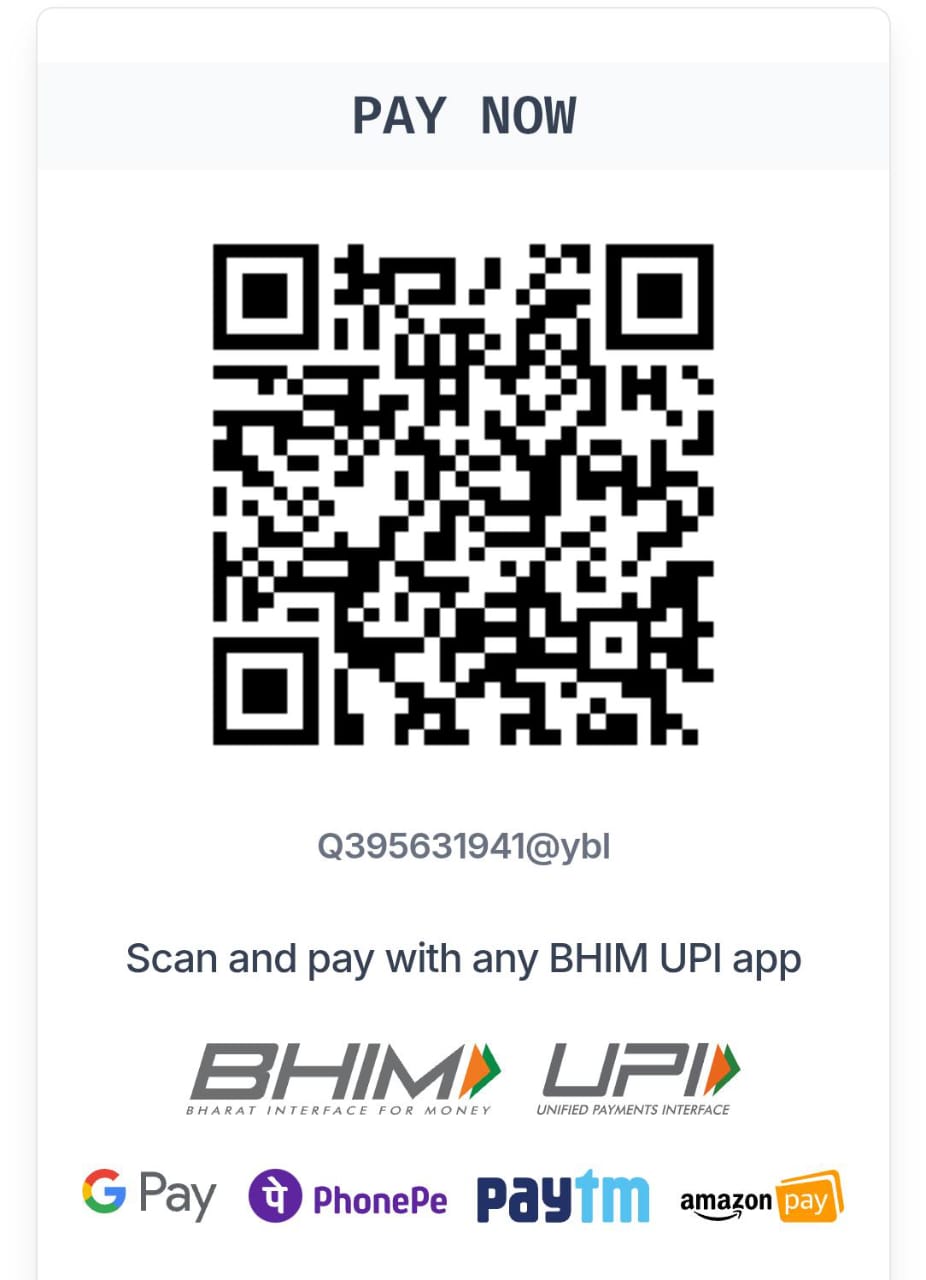 PAY NOW
Q395631941@ybl
Scan and pay with any BHIM UPI app
BHIM UPI
BHARAT INTERFACE FOR MONEY UNIFIED PAYMENTS INTERFACE
G Pay पे PhonePe paytm amazon pay